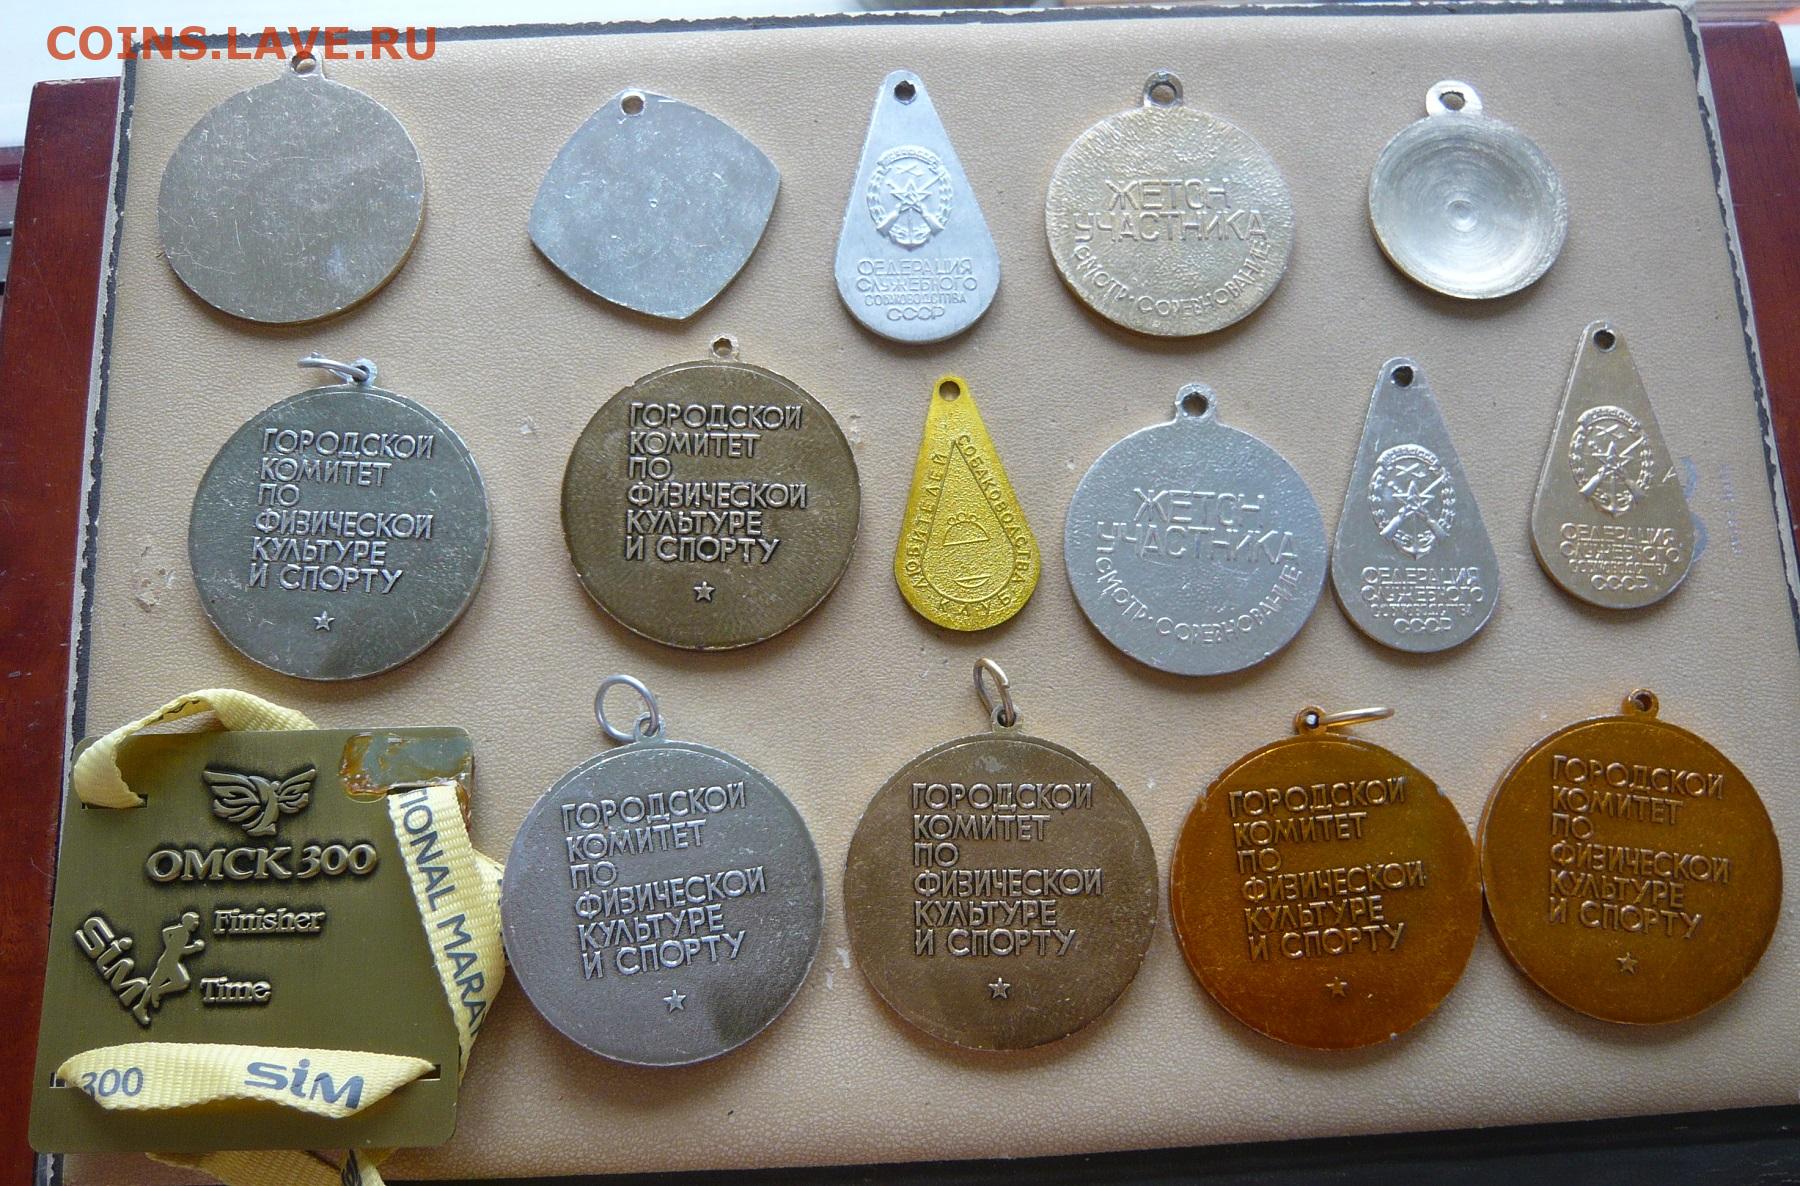 COINS.LAVE.RU
ФЕДЕРАЦИЯ
СЛУЖЕБНОГО
СОБАКОВОДСТВА
СССР
ЖЕТОН
УЧАСТНИКА
СМОТР·СОРЕВНОВАНИЕ
ГОРОДСКОЙ
КОМИТЕТ
ПО
ФИЗИЧЕСКОЙ
КУЛЬТУРЕ
И СПОРТУ
ГОРОДСКОЙ
КОМИТЕТ
ПО
ФИЗИЧЕСКОЙ
КУЛЬТУРЕ
И СПОРТУ
КЛУБ ЛЮБИТЕЛЕЙ СОБАКОВОДСТВА
ЖЕТОН
УЧАСТНИКА
СМОТР·СОРЕВНОВАНИЕ
ФЕДЕРАЦИЯ
СЛУЖЕБНОГО
СОБАКОВОДСТВА
СССР
ФЕДЕРАЦИЯ
СЛУЖЕБНОГО
СОБАКОВОДСТВА
СССР
ОМСК 300
SiM
Finisher
Time
TIONAL MARA
300 SiM
ГОРОДСКОЙ
КОМИТЕТ
ПО
ФИЗИЧЕСКОЙ
КУЛЬТУРЕ
И СПОРТУ
ГОРОДСКОЙ
КОМИТЕТ
ПО
ФИЗИЧЕСКОЙ
КУЛЬТУРЕ
И СПОРТУ
ГОРОДСКОЙ
КОМИТЕТ
ПО
ФИЗИЧЕСКОЙ
КУЛЬТУРЕ
И СПОРТУ
ГОРОДСКОЙ
КОМИТЕТ
ПО
ФИЗИЧЕСКОЙ
КУЛЬТУРЕ
И СПОРТУ